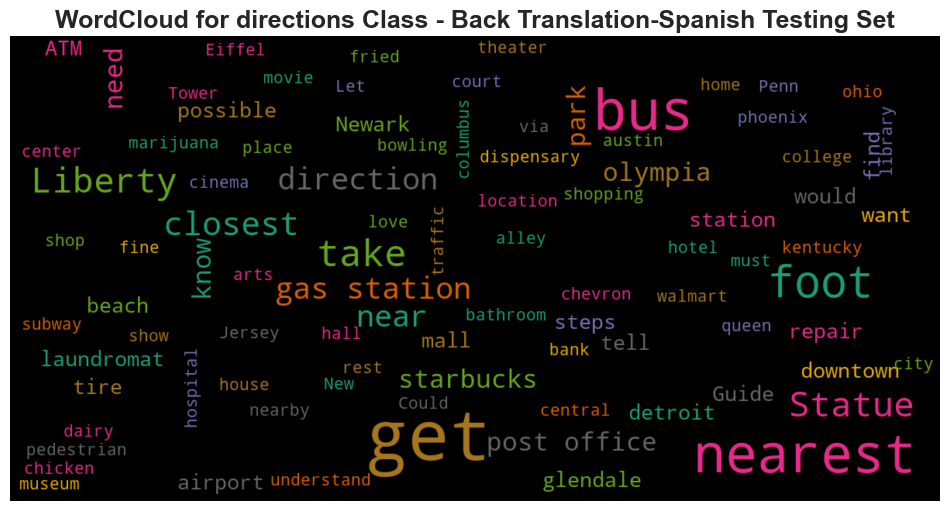 WordCloud for directions Class - Back Translation-Spanish Testing Set
ATM
need
Eiffel
fried
theater
movie
Let
court
home
Penn
ohio
Tower
possible
Newark
columbus
via
park
bus
phoenix
austin
find
library
center
marijuana
place
bowling
dispensary
college
Liberty
cinema
direction
olympia
location
shopping
would
closest
love
traffic
station
want
shop
fine
know
take
alley
hotel
must
kentucky
arts
gas station
chevron
walmart
foot
beach
near
bathroom
steps
queen
repair
subway
show
Jersey
hall
mall
bank
tell
laundromat
hospital
rest
downtown
city
tire
house
New
starbucks
Guide
nearby
Could
central
detroit
Statue
dairy
pedestrian
get
post office
nearest
chicken
museum
airport
understand
glendale